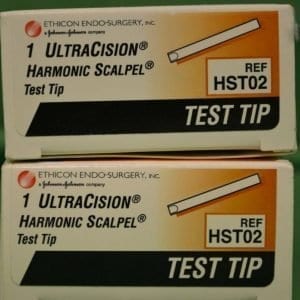 ETHICON ENDO-SURGERY, INC.
a Johnson & Johnson company
1 ULTRACISION®
HARMONIC SCALPEL®
Test Tip
REF
HST02
TEST TIP
ETHICON ENDO-SURGERY, INC.
a Johnson & Johnson company
1 ULTRACISION®
HARMONIC SCALPEL®
Test Tip
REF
HST02
TEST TIP